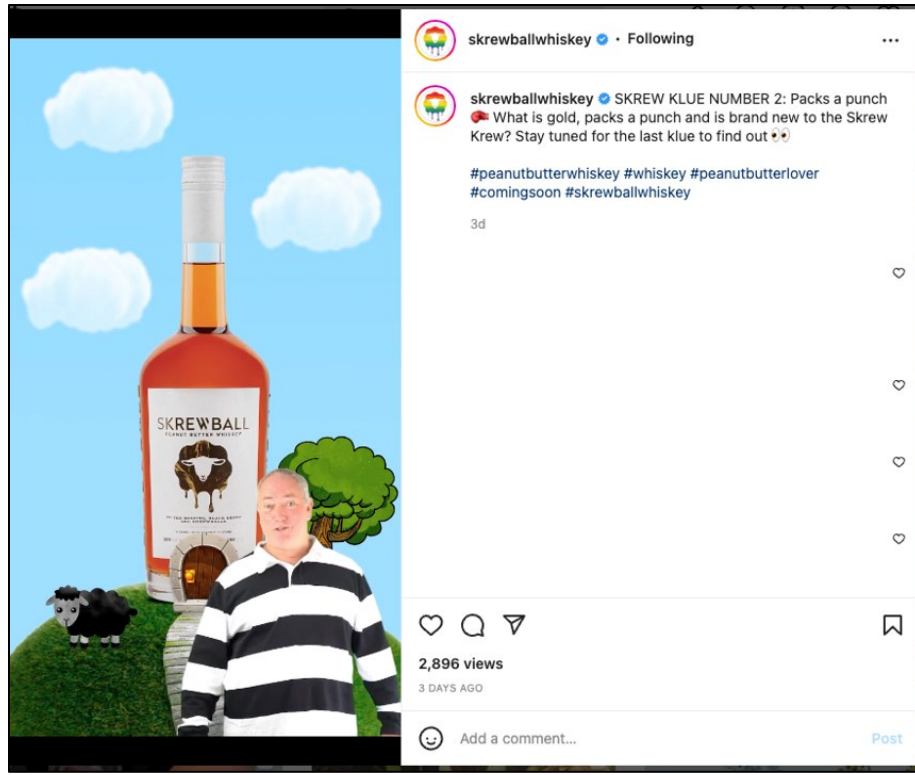 skrewballwhiskey • Following
skrewballwhiskey SKREW KLUE NUMBER 2: Packs a punch
🥊 What is gold, packs a punch and is brand new to the Skrew
Krew? Stay tuned for the last klue to find out 👀
#peanutbutterwhiskey #whiskey #peanutbutterlover
#comingsoon #skrewballwhiskey
3d
SKREWBALL
PEANUT BUTTER WHISKEY
2,896 views
3 DAYS AGO
Add a comment...
Post